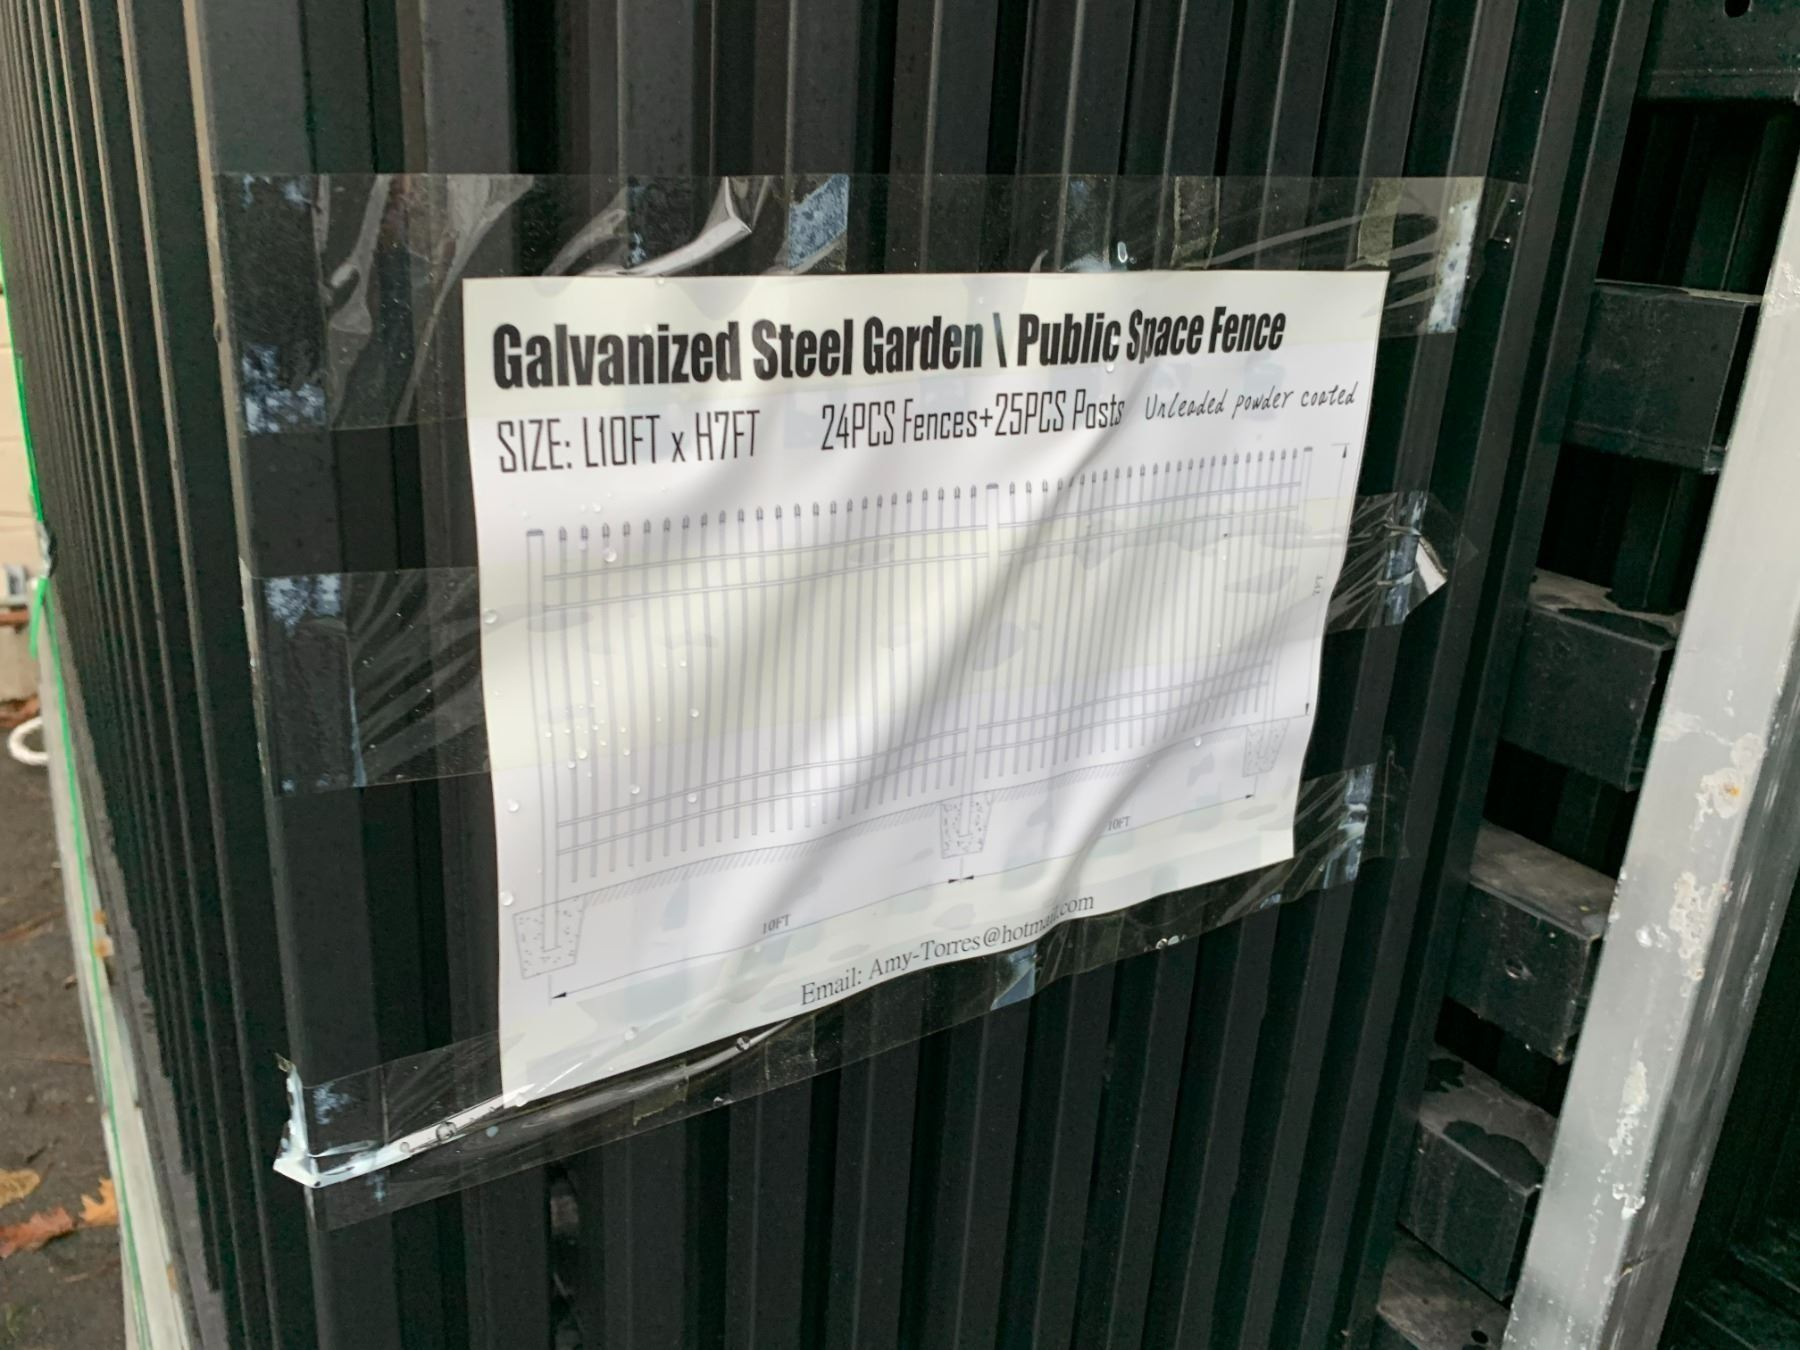 Galvanized Steel Garden \ Public Space Fence
SIZE: L10FT x H7FT 24PCS Fences+25PCS Posts Unleaded powder coated
10FT
10FT
Email: Amy-Torres@hotmail.com